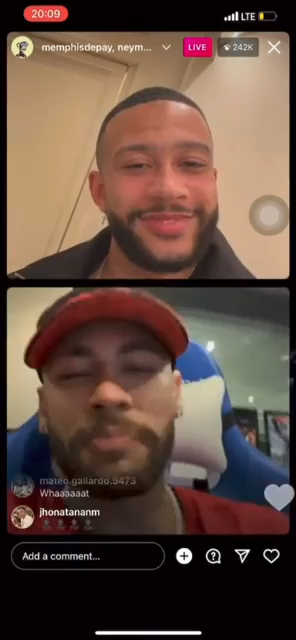 20:09
LTE
memphisdepay, neym...
LIVE
242K
mateo.gallardo.5473
Whaaaaaat
jhonatananm
Add a comment...